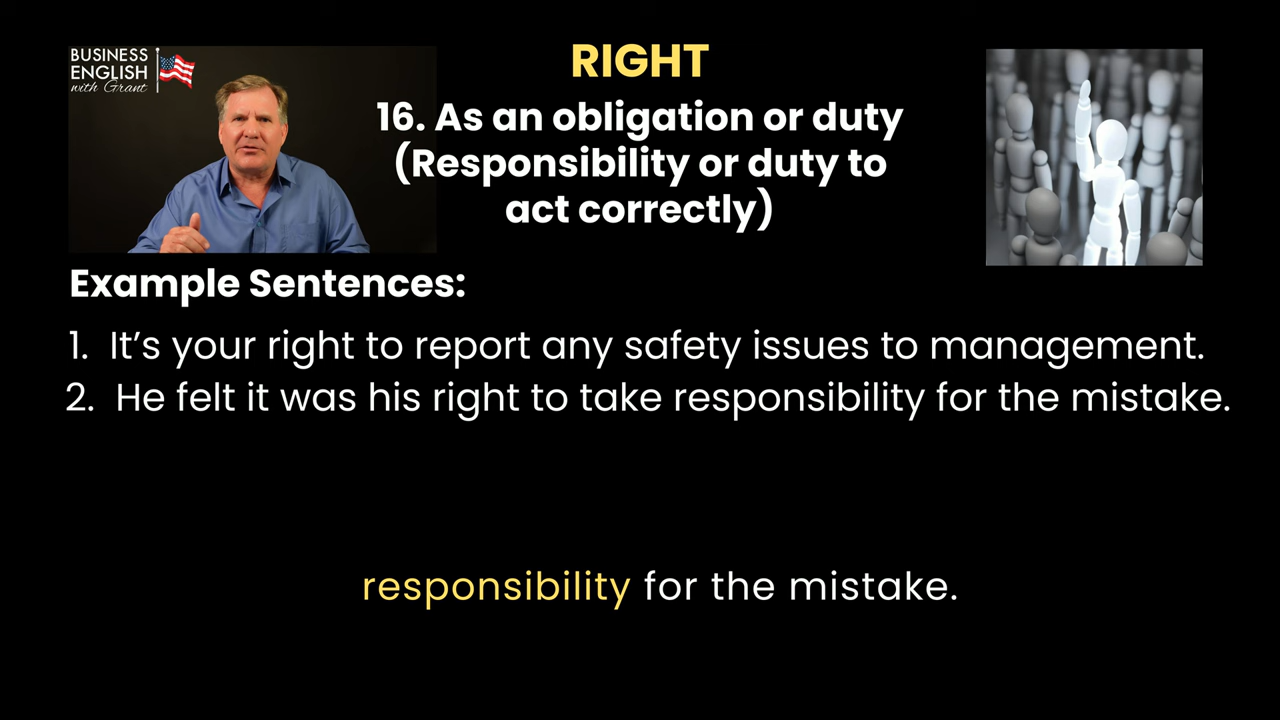 BUSINESS
ENGLISH
with Grant
RIGHT
16. As an obligation or duty
(Responsibility or duty to
act correctly)
Example Sentences:
1. It’s your right to report any safety issues to management.
2. He felt it was his right to take responsibility for the mistake.
responsibility for the mistake.